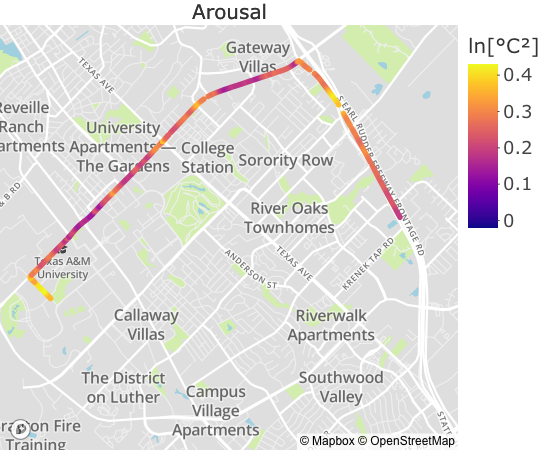 Arousal
ln[°C²]
0.4
0.3
0.2
0.1
0
Gateway
Villas
TEXAS AVE
Reveille
Ranch
artments
University
Apartments—
The Gardens
College
Station
Sorority Row
S EARL RUDDER FREEWAY FRONTAGE RD
& B RD
River Oaks
Townhomes
Texas A&M
University
ANDERSON ST
TEXAS AVE
KRENEK TAP RD
Callaway
Villas
Riverwalk
Apartments
The District
on Luther
Campus
Village
Apartments
Southwood
Valley
Fire
Training
STATE
© Mapbox © OpenStreetMap